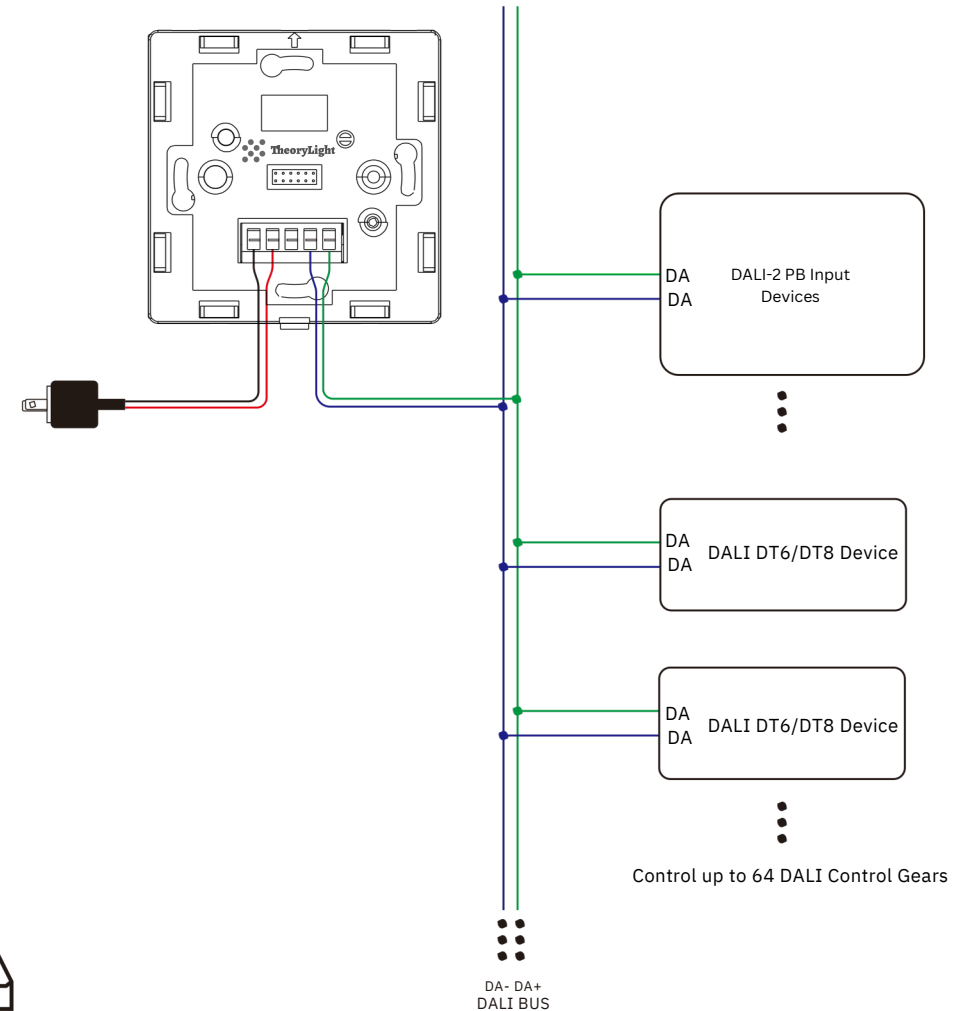 TheoryLight
DA
DA
DALI-2 PB Input
Devices
DA
DA
DALI DT6/DT8 Device
DA
DA
DALI DT6/DT8 Device
Control up to 64 DALI Control Gears
DA- DA+
DALI BUS